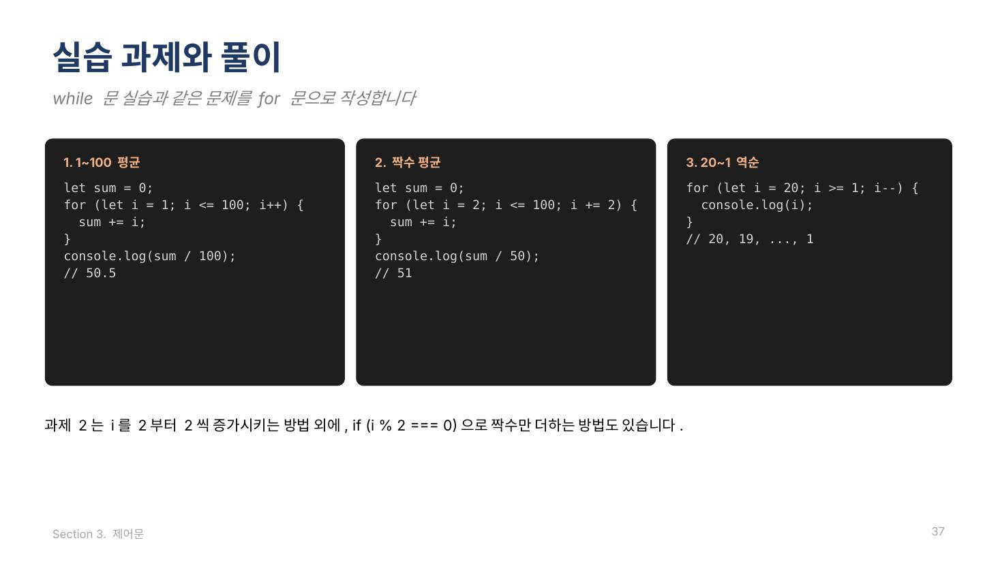 실습 과제와 풀이
while 문 실습과 같은 문제를 for 문으로 작성합니다
1. 1~100 평균
let sum = 0;
for (let i = 1; i <= 100; i++) {
  sum += i;
}
console.log(sum / 100);
// 50.5
2. 짝수 평균
let sum = 0;
for (let i = 2; i <= 100; i += 2) {
  sum += i;
}
console.log(sum / 50);
// 51
3. 20~1 역순
for (let i = 20; i >= 1; i--) {
  console.log(i);
}
// 20, 19, ..., 1
과제 2 는 i 를 2 부터 2 씩 증가시키는 방법 외에 , if (i % 2 === 0) 으로 짝수만 더하는 방법도 있습니다 .
Section 3. 제어문
37